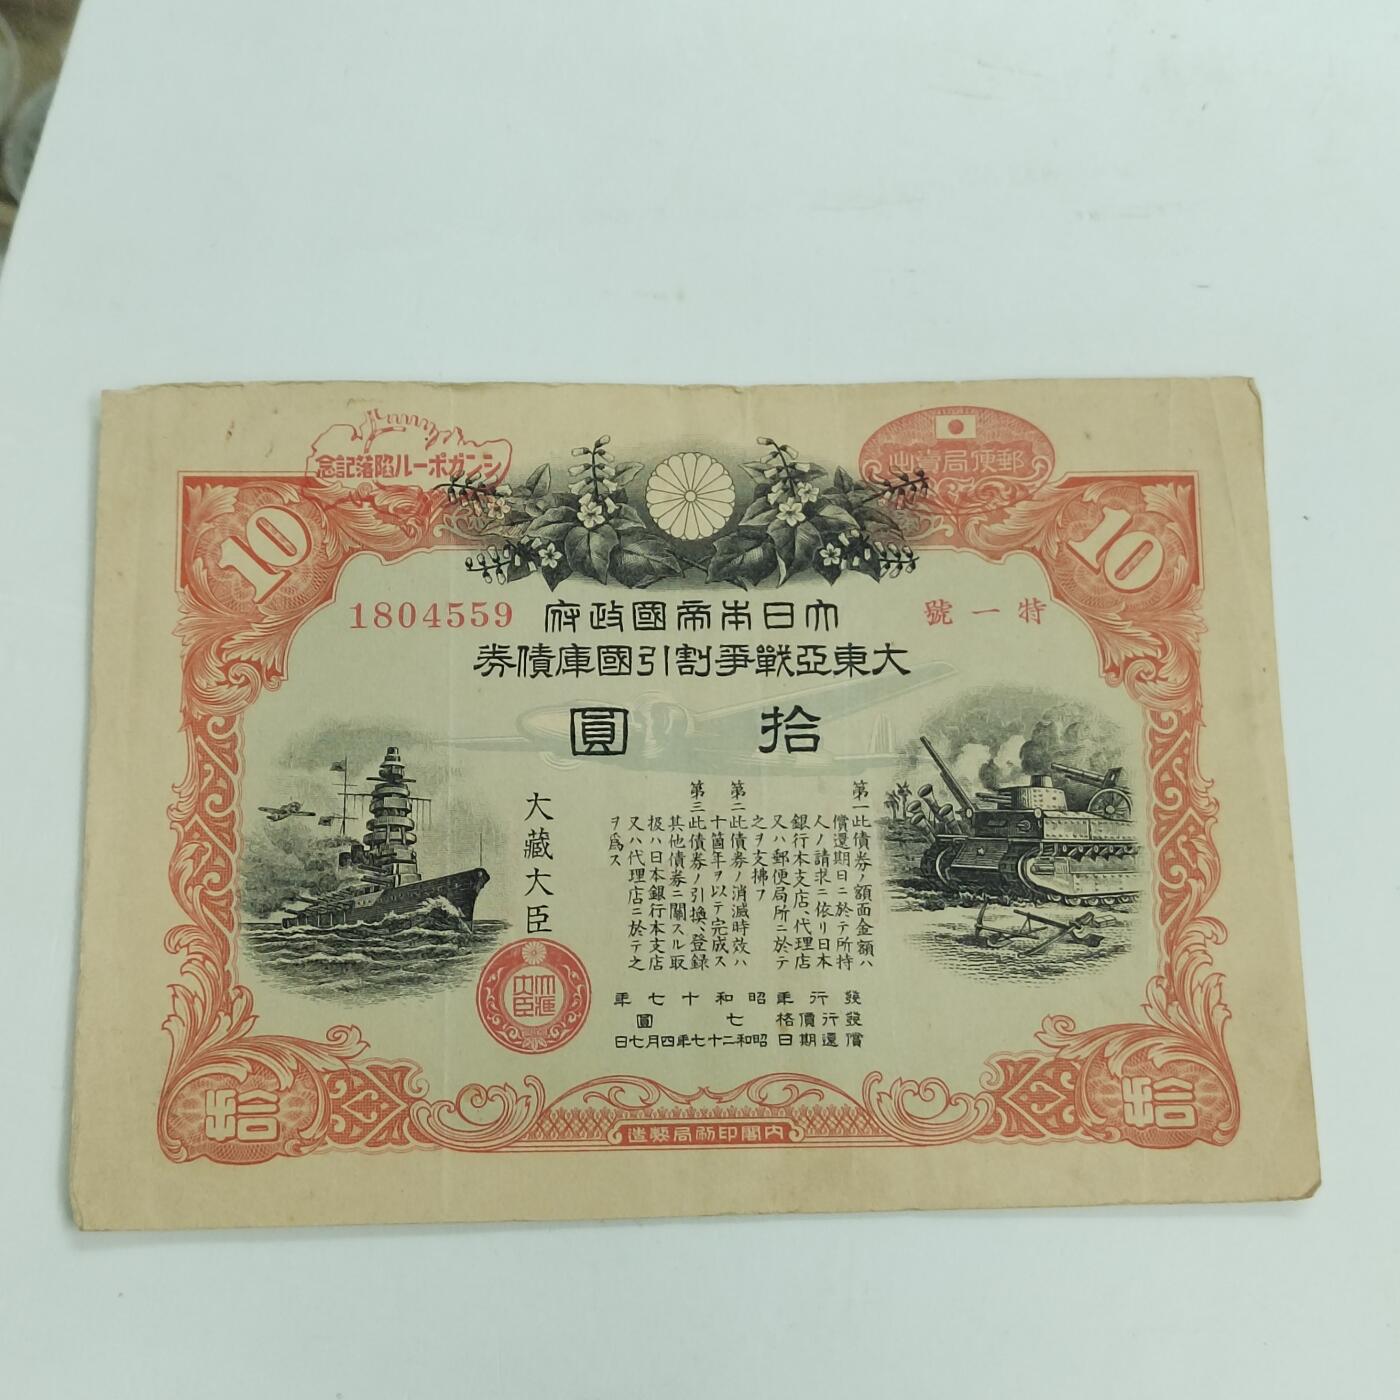 シンガポール陷落記念
郵便局賣出
10
10
特一號
1804559
大日本帝國政府
大東亞戰爭割引國庫債券
拾圓
第一此債券ノ額面金額ハ
償還期日ニ於テ所持
人ノ請求ニ依リ日本
銀行本支店、代理店
又ハ郵便局所ニ於テ
之ヲ支拂フ
第二此債券ノ消滅時效ハ
十箇年ヲ以テ完成ス
第三此債券ノ引換、登錄
其他債券ニ關スル取
扱ハ日本銀行本支店
又ハ代理店ニ於テ之
ヲ爲ス
大藏大臣
大藏大臣
發行年 昭和十七年
發行價格 七圓
償還期日 昭和二十七年四月七日
拾
拾
內閣印刷局製造